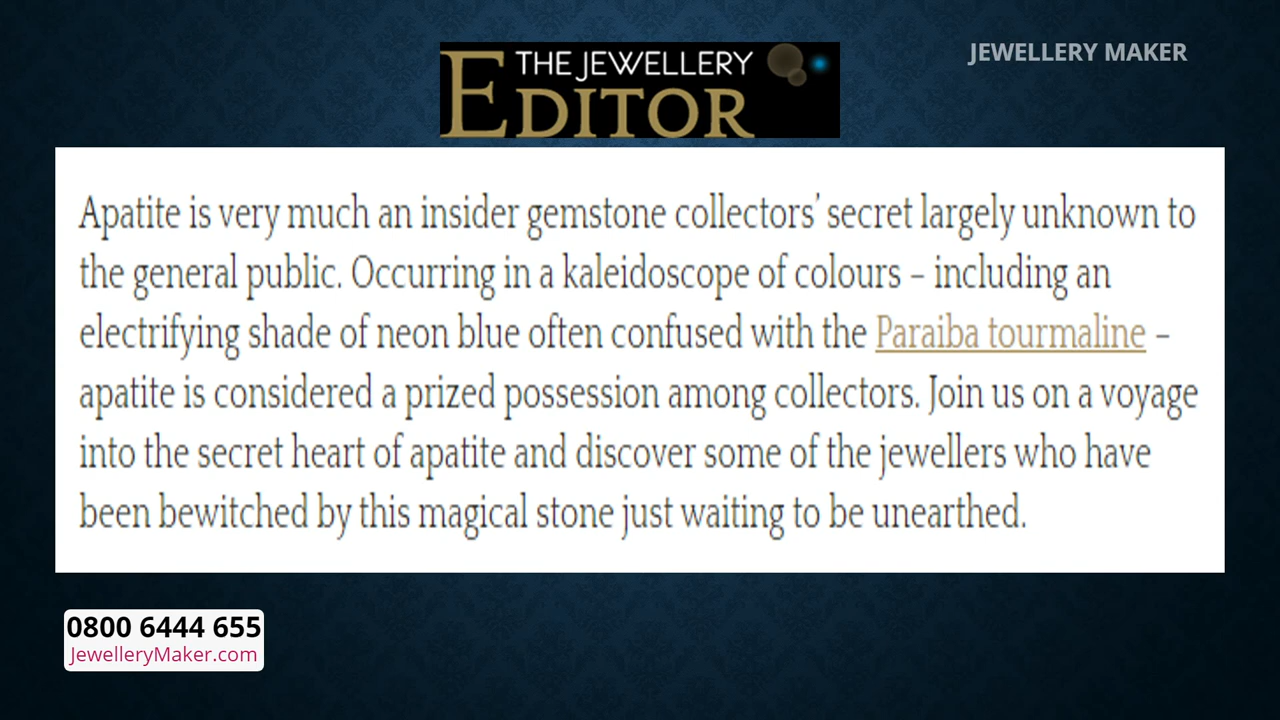 JEWELLERY MAKER
THE JEWELLERY
EDITOR
Apatite is very much an insider gemstone collectors’ secret largely unknown to
the general public. Occurring in a kaleidoscope of colours – including an
electrifying shade of neon blue often confused with the Paraiba tourmaline –
apatite is considered a prized possession among collectors. Join us on a voyage
into the secret heart of apatite and discover some of the jewellers who have
been bewitched by this magical stone just waiting to be unearthed.
0800 6444 655
JewelleryMaker.com